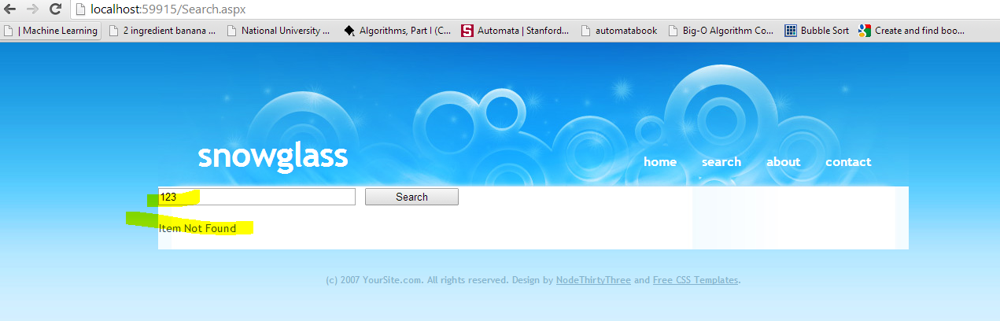 localhost:59915/Search.aspx
| Machine Learning 2 ingredient banana ... National University ... Algorithms, Part I (C... Automata | Stanford... automatabook Big-O Algorithm Co... Bubble Sort Create and find boo...
snowglass
home search about contact
123 Search
Item Not Found
(c) 2007 YourSite.com. All rights reserved. Design by NodeThirtyThree and Free CSS Templates.